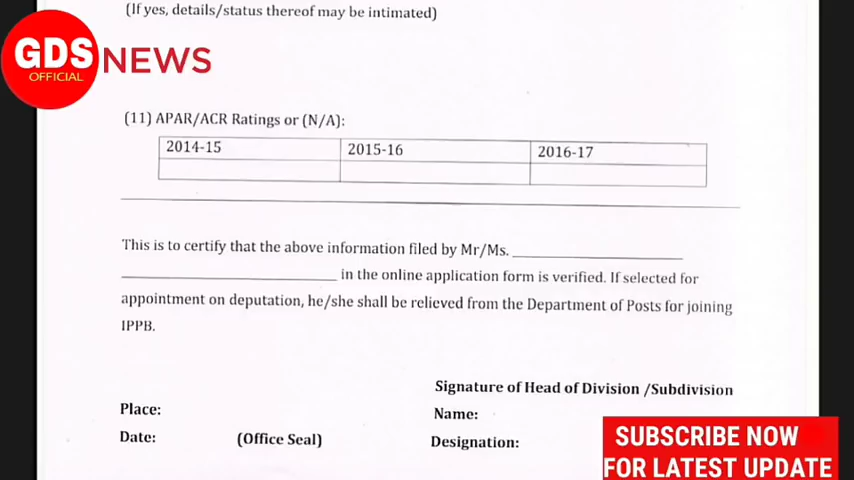 (If yes, details/status thereof may be intimated)
GDS
OFFICIAL
NEWS
(11) APAR/ACR Ratings or (N/A):
2014-15 2015-16 2016-17
This is to certify that the above information filed by Mr/Ms. ____________________
____________________ in the online application form is verified. If selected for
appointment on deputation, he/she shall be relieved from the Department of Posts for joining
IPPB.
Signature of Head of Division /Subdivision
Place: Name:
Date: (Office Seal) Designation:
SUBSCRIBE NOW
FOR LATEST UPDATE